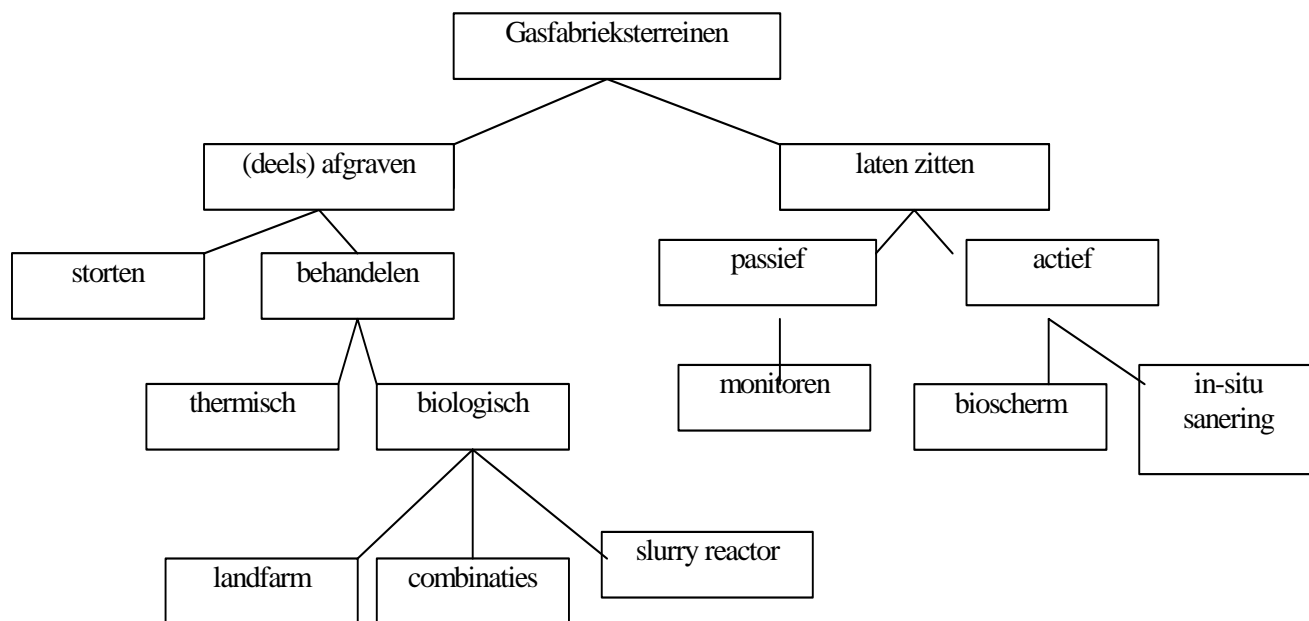 Gasfabrieksterreinen
(deels) afgraven
laten zitten
storten
behandelen
passief
actief
thermisch
biologisch
monitoren
bioscherm
in-situ
sanering
landfarm
combinaties
slurry reactor